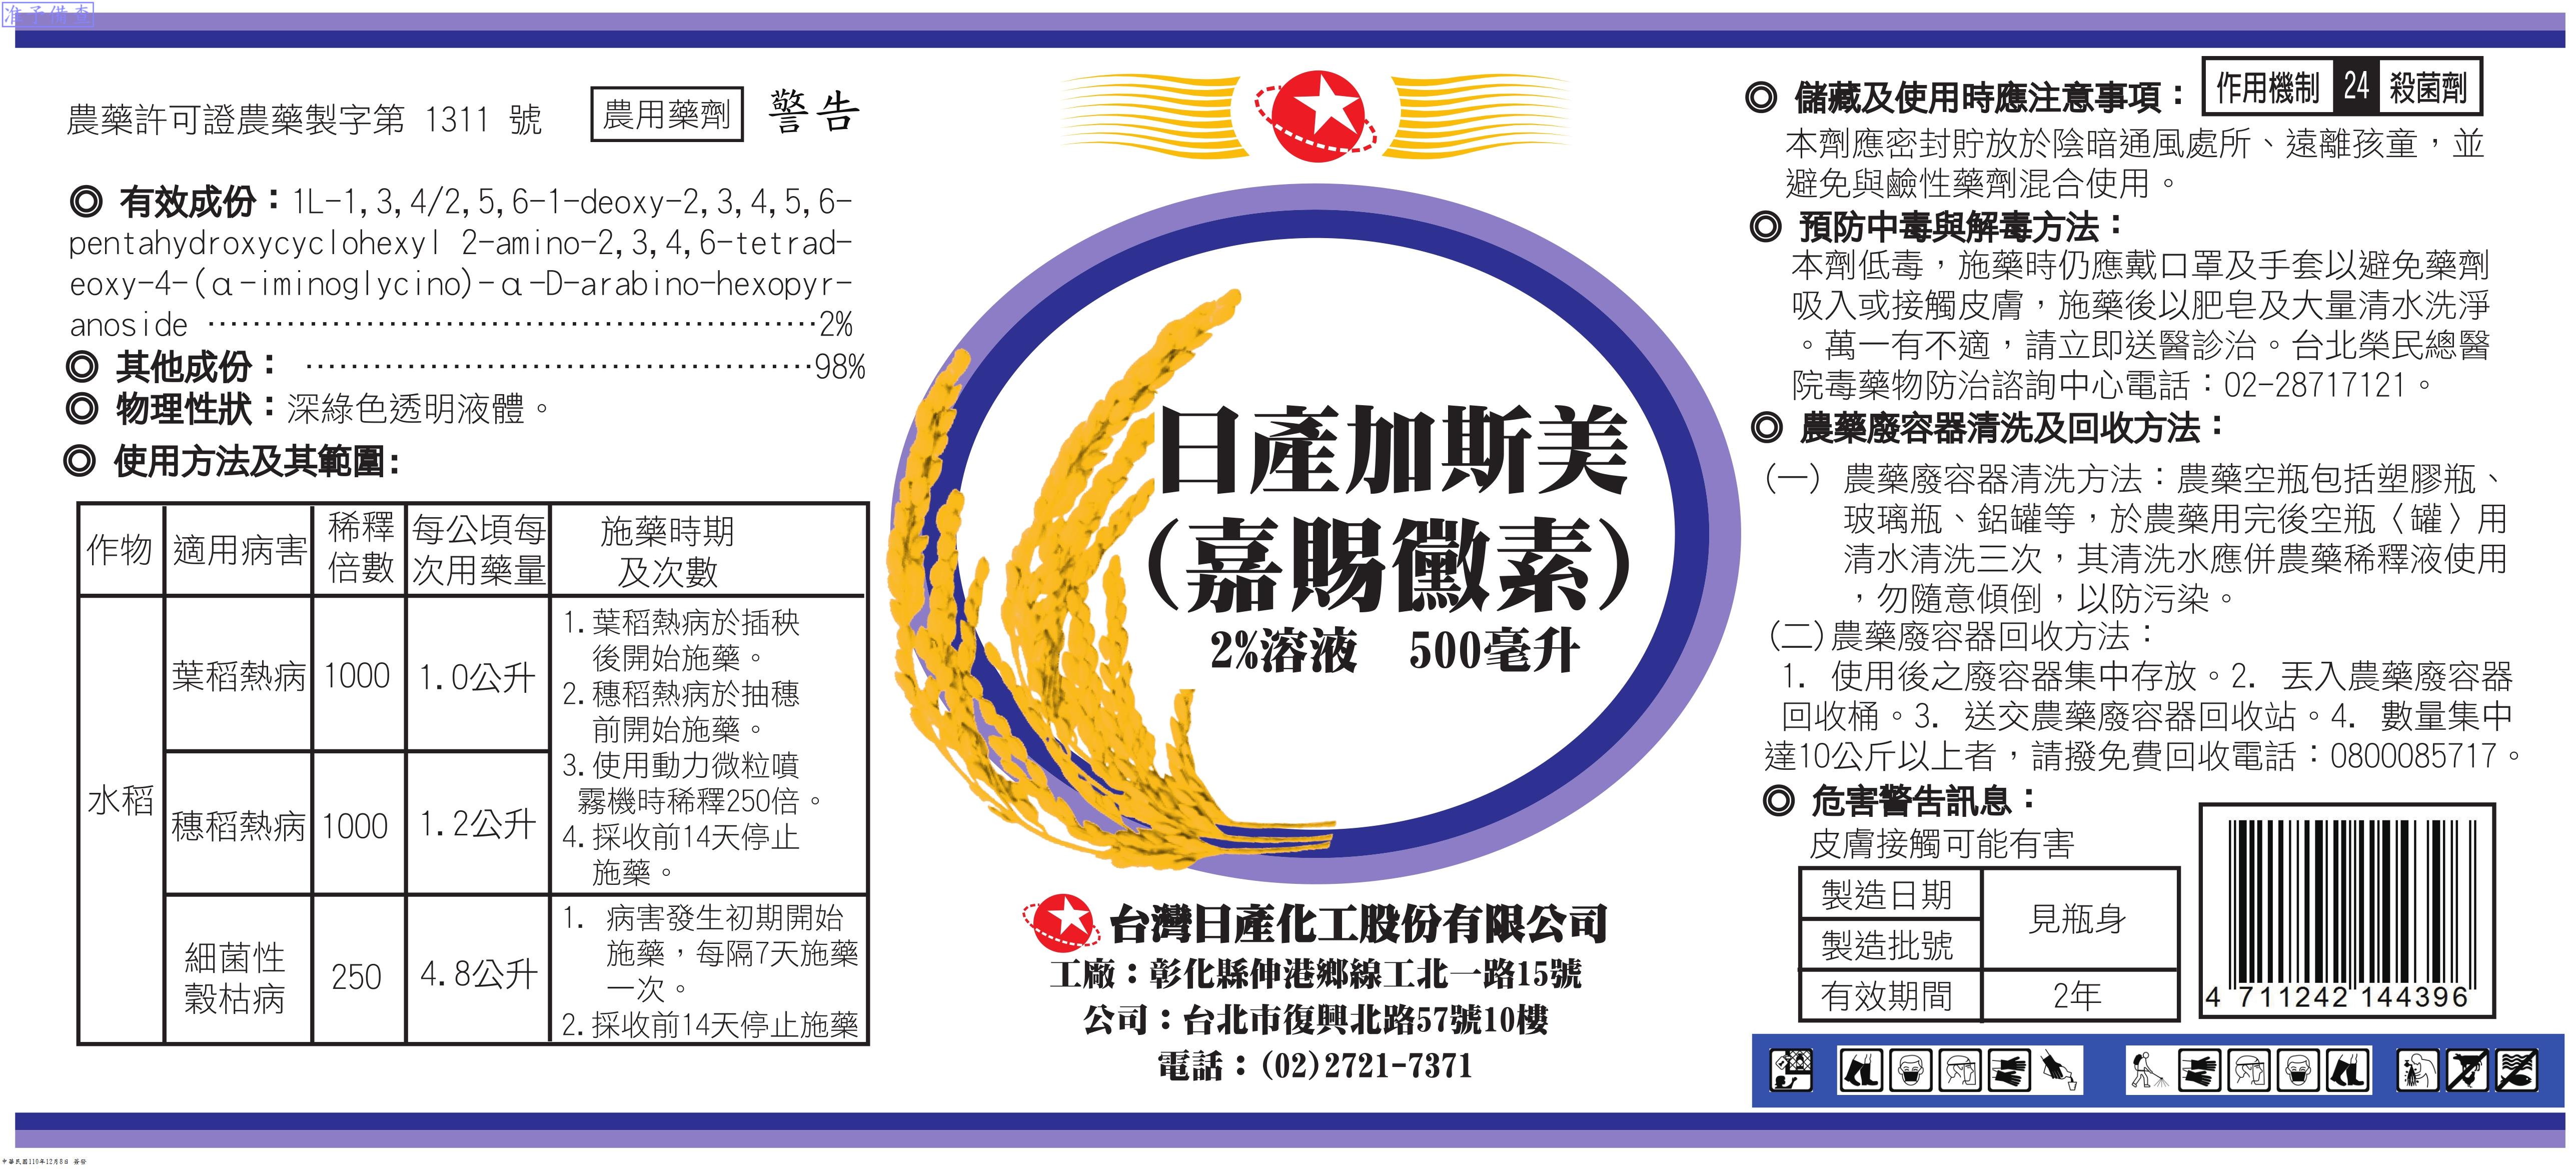 准予備查
農藥許可證農藥製字第 1311 號
農用藥劑
警告
◎ 有效成份：1L-1,3,4/2,5,6-1-deoxy-2,3,4,5,6-
pentahydroxycyclohexyl 2-amino-2,3,4,6-tetrad-
eoxy-4-(α-iminoglycino)-α-D-arabino-hexopyr-
anoside ……………………………………………………2%
◎ 其他成份： ……………………………………………98%
◎ 物理性狀：深綠色透明液體。
◎ 使用方法及其範圍:
作物 適用病害 稀釋倍數 每公頃每次用藥量 施藥時期及次數
水稻
葉稻熱病 1000 1.0公升
穗稻熱病 1000 1.2公升
1.葉稻熱病於插秧
後開始施藥。
2.穗稻熱病於抽穗
前開始施藥。
3.使用動力微粒噴
霧機時稀釋250倍。
4.採收前14天停止
施藥。
細菌性
穀枯病
250 4.8公升
1. 病害發生初期開始
施藥，每隔7天施藥
一次。
2.採收前14天停止施藥
日產加斯美
(嘉賜黴素)
2%溶液 500毫升
台灣日產化工股份有限公司
工廠：彰化縣伸港鄉線工北一路15號
公司：台北市復興北路57號10樓
電話：(02)2721-7371
◎ 儲藏及使用時應注意事項：
作用機制 24 殺菌劑
本劑應密封貯放於陰暗通風處所、遠離孩童，並
避免與鹼性藥劑混合使用。
◎ 預防中毒與解毒方法：
本劑低毒，施藥時仍應戴口罩及手套以避免藥劑
吸入或接觸皮膚，施藥後以肥皂及大量清水洗淨
。萬一有不適，請立即送醫診治。台北榮民總醫
院毒藥物防治諮詢中心電話：02-28717121。
◎ 農藥廢容器清洗及回收方法：
(一) 農藥廢容器清洗方法：農藥空瓶包括塑膠瓶、
玻璃瓶、鋁罐等，於農藥用完後空瓶〈罐〉用
清水清洗三次，其清洗水應併農藥稀釋液使用
，勿隨意傾倒，以防污染。
(二)農藥廢容器回收方法：
1. 使用後之廢容器集中存放。2. 丟入農藥廢容器
回收桶。3. 送交農藥廢容器回收站。4. 數量集中
達10公斤以上者，請撥免費回收電話：0800085717。
◎ 危害警告訊息：
皮膚接觸可能有害
製造日期
製造批號
見瓶身
有效期間 2年
4 711242 144396
中華民國110年12月8日 簽發